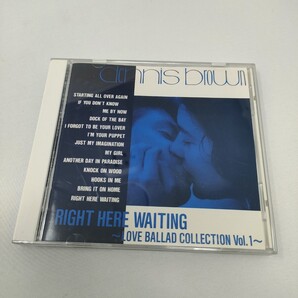 dennis brown
STARTING ALL OVER AGAIN
IF YOU DON'T KNOW
ME BY NOW
DOCK OF THE BAY
I FORGOT TO BE YOUR LOVER
I'M YOUR PUPPET
JUST MY IMAGINATION
MY GIRL
ANOTHER DAY IN PARADISE
KNOCK ON WOOD
HOOKS IN ME
BRING IT ON HOME
RIGHT HERE WAITING
RIGHT HERE WAITING
～LOVE BALLAD COLLECTION Vol.1～